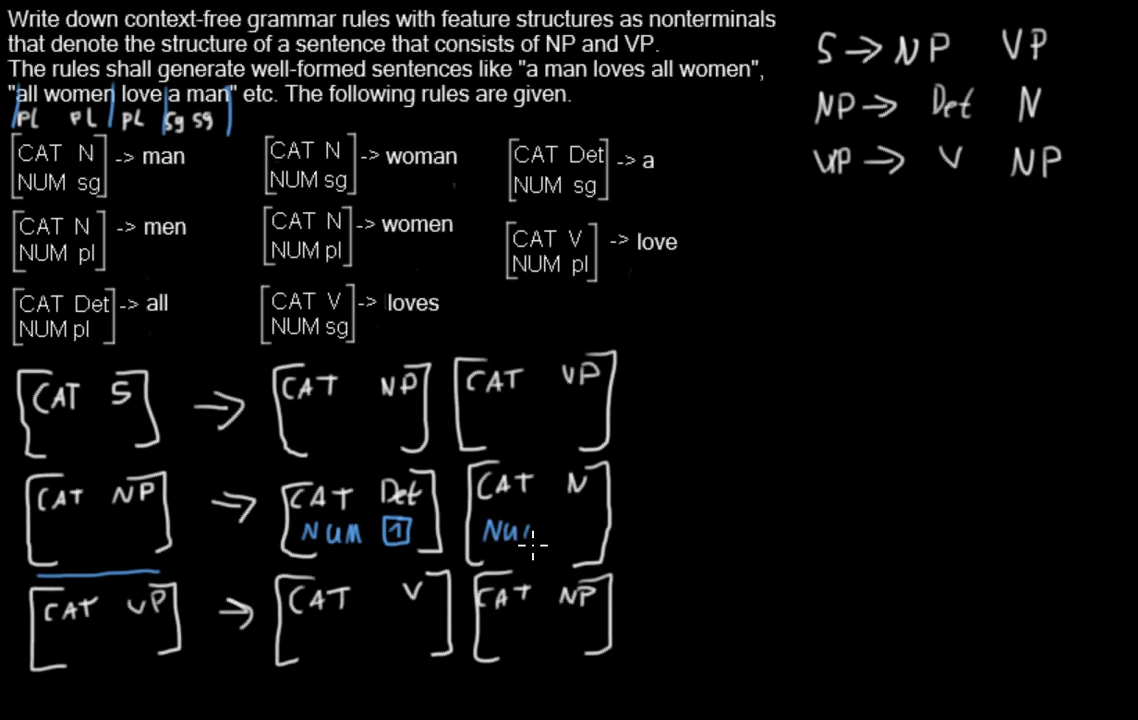 Write down context-free grammar rules with feature structures as nonterminals
that denote the structure of a sentence that consists of NP and VP.
The rules shall generate well-formed sentences like "a man loves all women",
"all women love a man" etc. The following rules are given.
pl pl pl sg sg
CAT N -> man
NUM sg
CAT N -> woman
NUM sg
CAT Det -> a
NUM sg
CAT N -> men
NUM pl
CAT N -> women
NUM pl
CAT V -> love
NUM pl
CAT Det -> all
NUM pl
CAT V -> loves
NUM sg
S → NP VP
NP → Det N
VP → V NP
[CAT S] → [CAT NP] [CAT VP]
[CAT NP] → [CAT Det] [CAT N]
NUM 1 NU
[CAT VP] → [CAT V] [CAT NP]